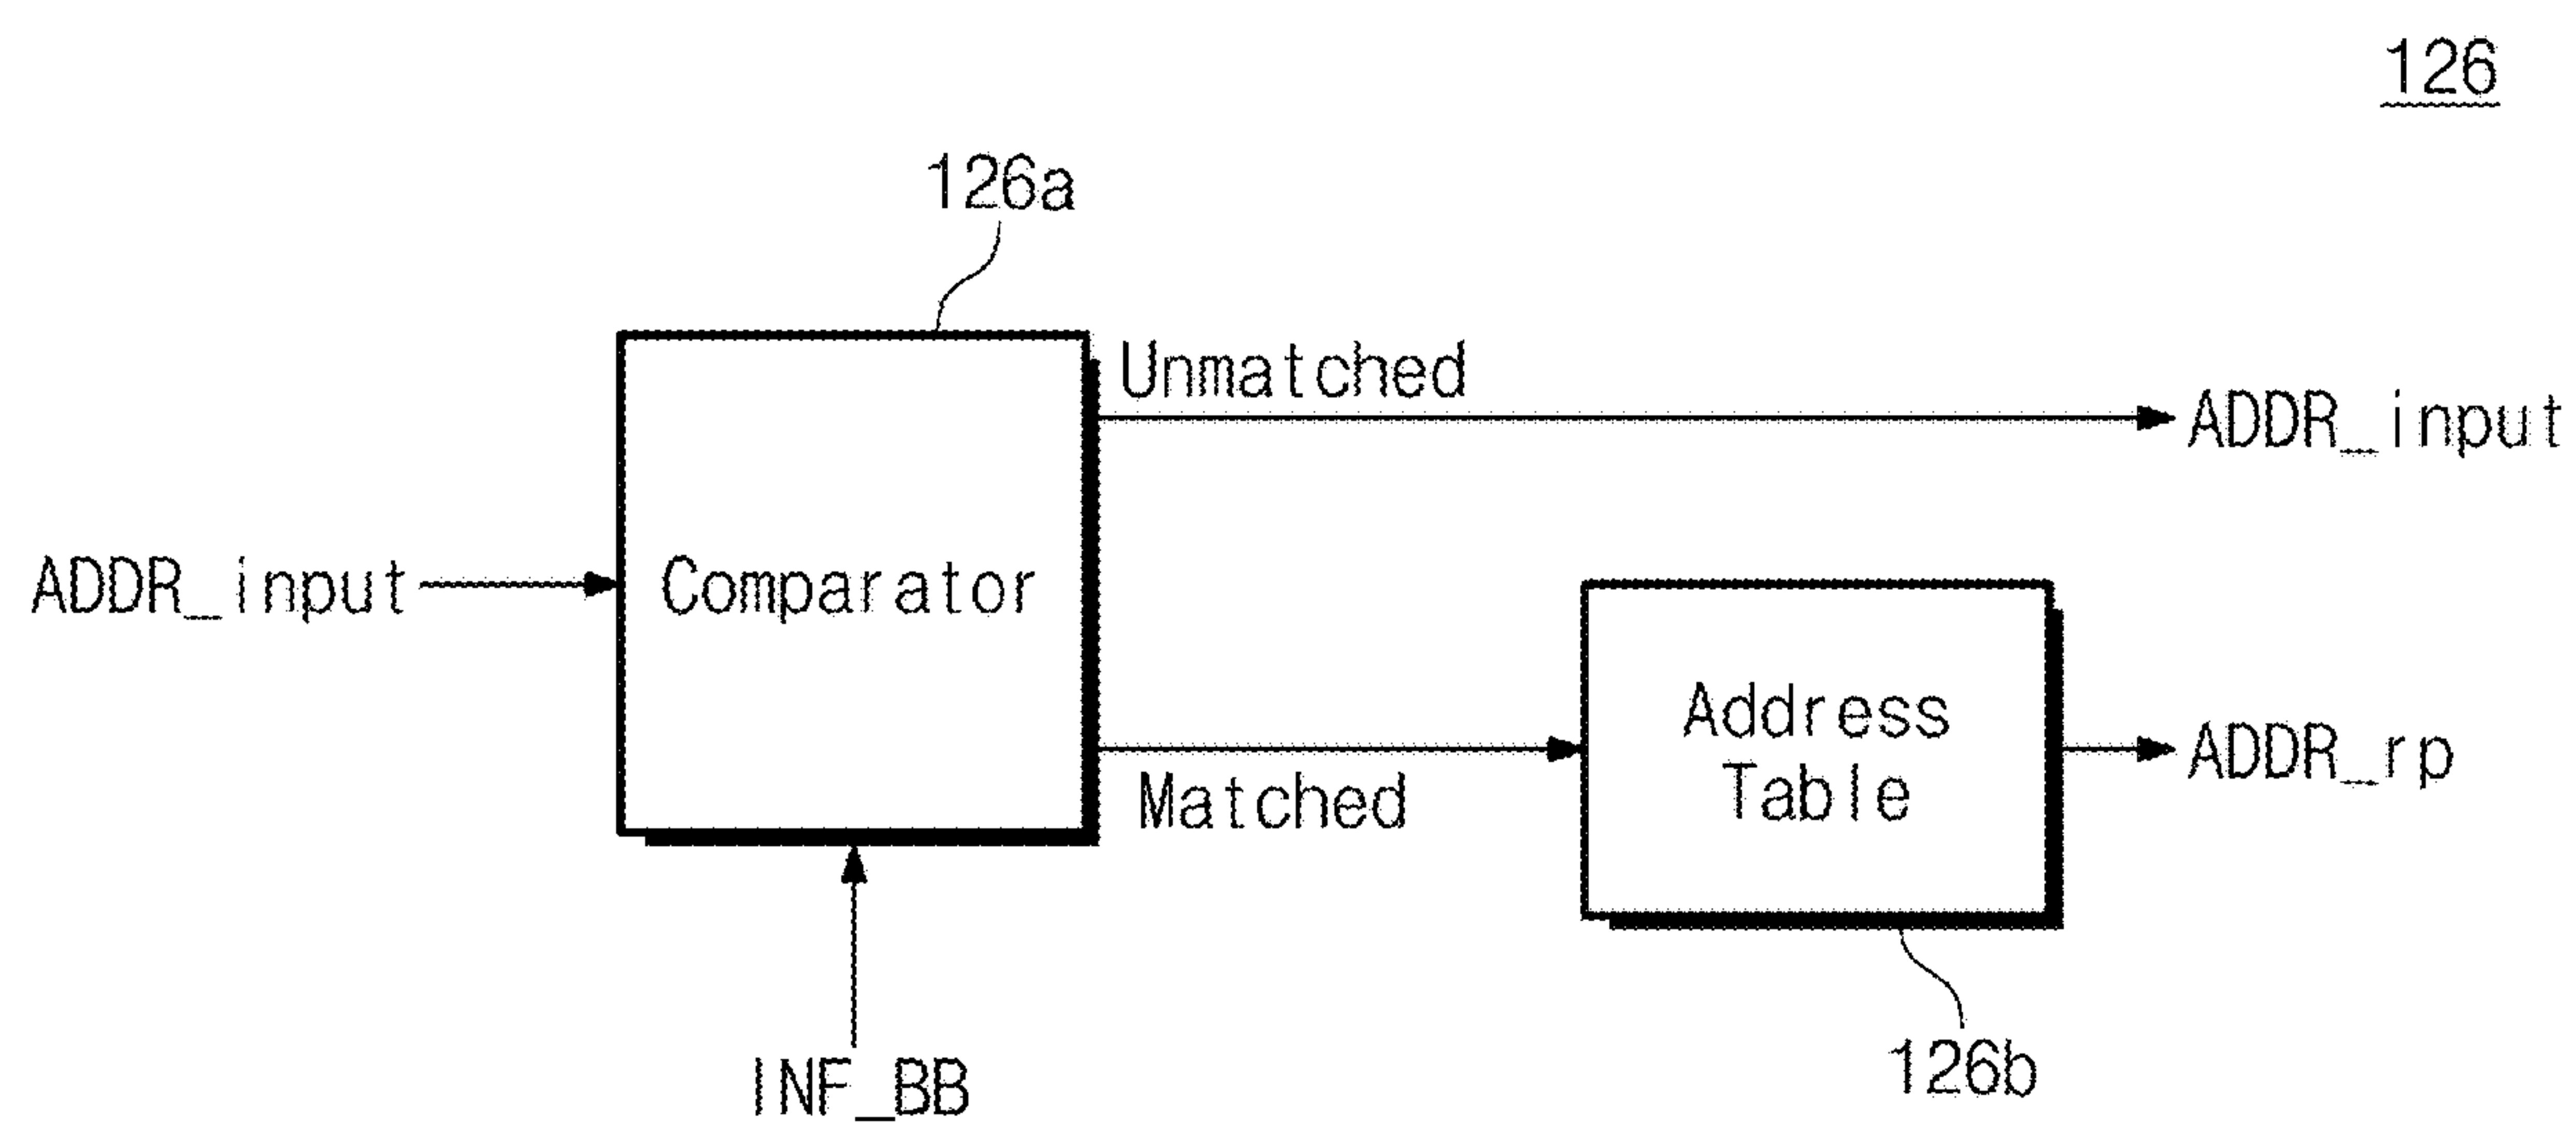 126
126a
Unmatched
ADDR_input
ADDR_input
Comparator
Address
Table
ADDR_rp
Matched
INF_BB
126b